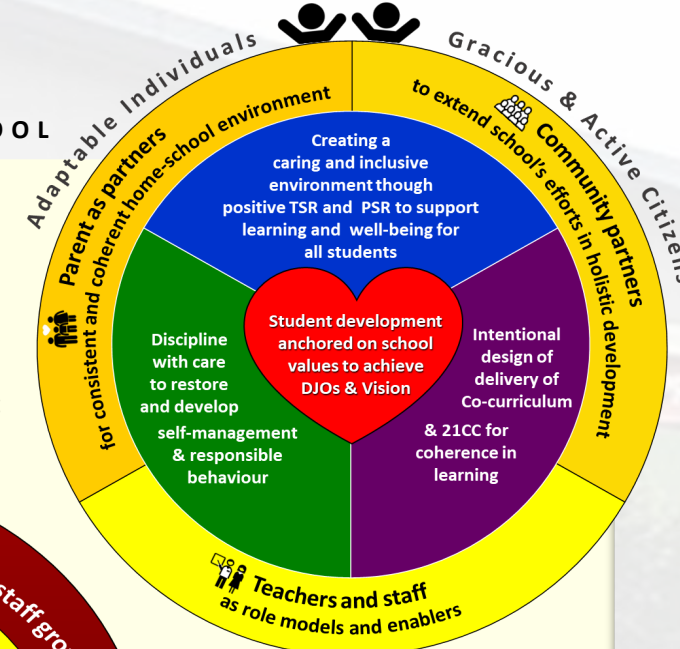 Adaptable Individuals
Gracious & Active Citizens
OOL
Parent as partners
for consistent and coherent home-school environment
Community partners
to extend school's efforts in holistic development
Creating a
caring and inclusive
environment though
positive TSR and PSR to support
learning and well-being for
all students
Student development
anchored on school
values to achieve
DJOs & Vision
Discipline
with care
to restore
and develop
self-management
& responsible
behaviour
Intentional
design of
delivery of
Co-curriculum
& 21CC for
coherence in
learning
Teachers and staff
as role models and enablers
staff gro